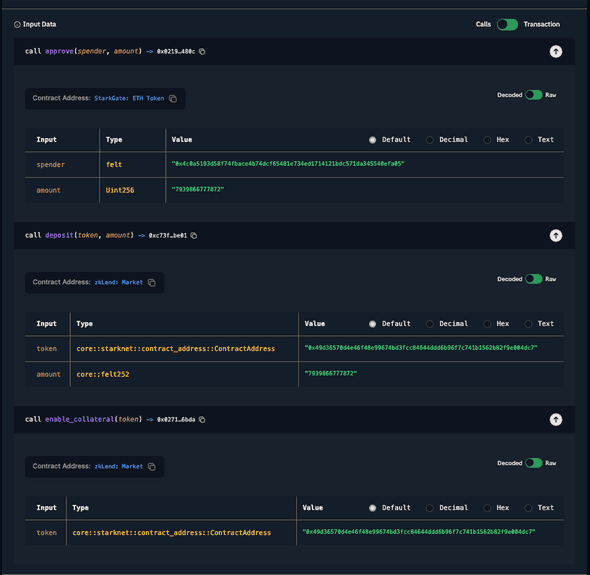 Input Data
Calls Transaction
call approve(spender, amount) -> 0x0219…480c
Contract Address: StarkGate: ETH Token
Decoded Raw
Input Type Value Default Decimal Hex Text
spender felt "0x4c0a5193d58f74fbace4b74dcf65481e734ed1714121bdc571da345540efa05"
amount Uint256 "7939866777872"
call deposit(token, amount) -> 0xc73f…be01
Contract Address: zkLend: Market
Decoded Raw
Input Type Value Default Decimal Hex Text
token core::starknet::contract_address::ContractAddress "0x49d36570d4e46f48e99674bd3fcc84644ddd6b96f7c741b1562b82f9e004dc7"
amount core::felt252 "7939866777872"
call enable_collateral(token) -> 0x0271…6bda
Contract Address: zkLend: Market
Decoded Raw
Input Type Value Default Decimal Hex Text
token core::starknet::contract_address::ContractAddress "0x49d36570d4e46f48e99674bd3fcc84644ddd6b96f7c741b1562b82f9e004dc7"